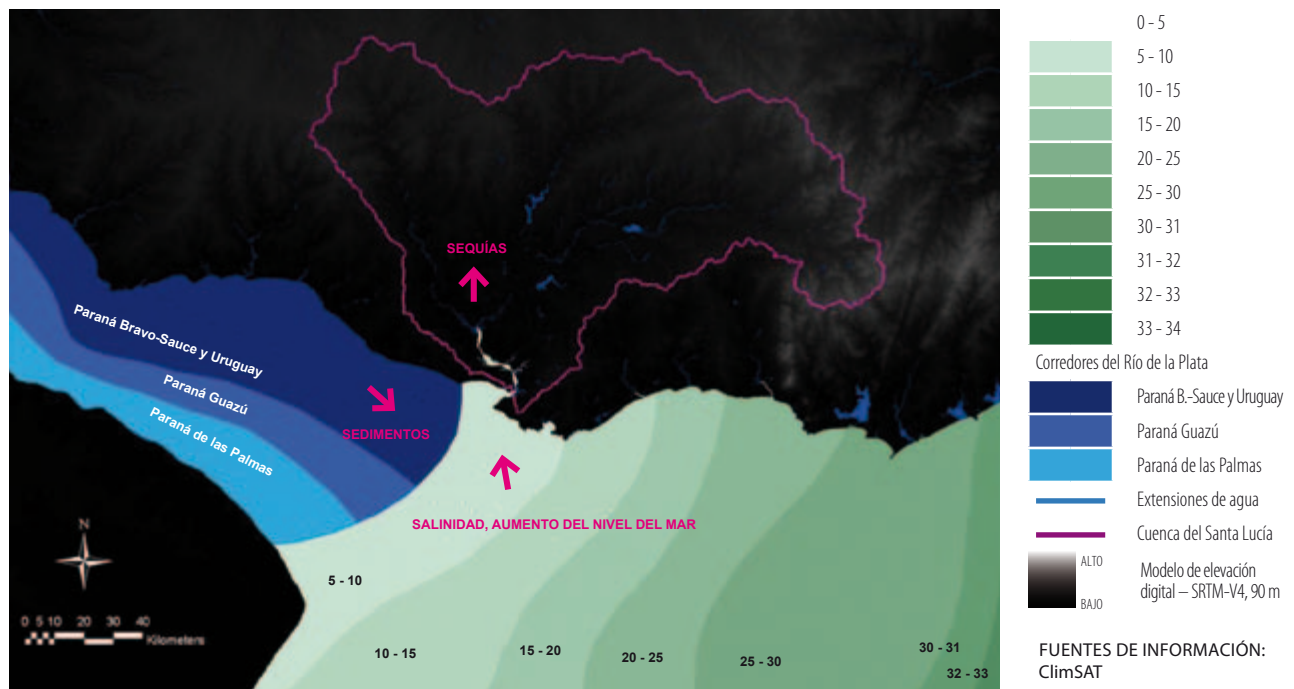 SEQUÍAS
Paraná Bravo-Sauce y Uruguay
Paraná Guazú
Paraná de las Palmas
SEDIMENTOS
SALINIDAD, AUMENTO DEL NIVEL DEL MAR
N
0 5 10 20 30 40
Kilometers
5 - 10
10 - 15
15 - 20
20 - 25
25 - 30
30 - 31
32 - 33
0 - 5
5 - 10
10 - 15
15 - 20
20 - 25
25 - 30
30 - 31
31 - 32
32 - 33
33 - 34
Corredores del Río de la Plata
Paraná B.-Sauce y Uruguay
Paraná Guazú
Paraná de las Palmas
Extensiones de agua
Cuenca del Santa Lucía
ALTO
BAJO
Modelo de elevación
digital – SRTM-V4, 90 m
FUENTES DE INFORMACIÓN:
ClimSAT